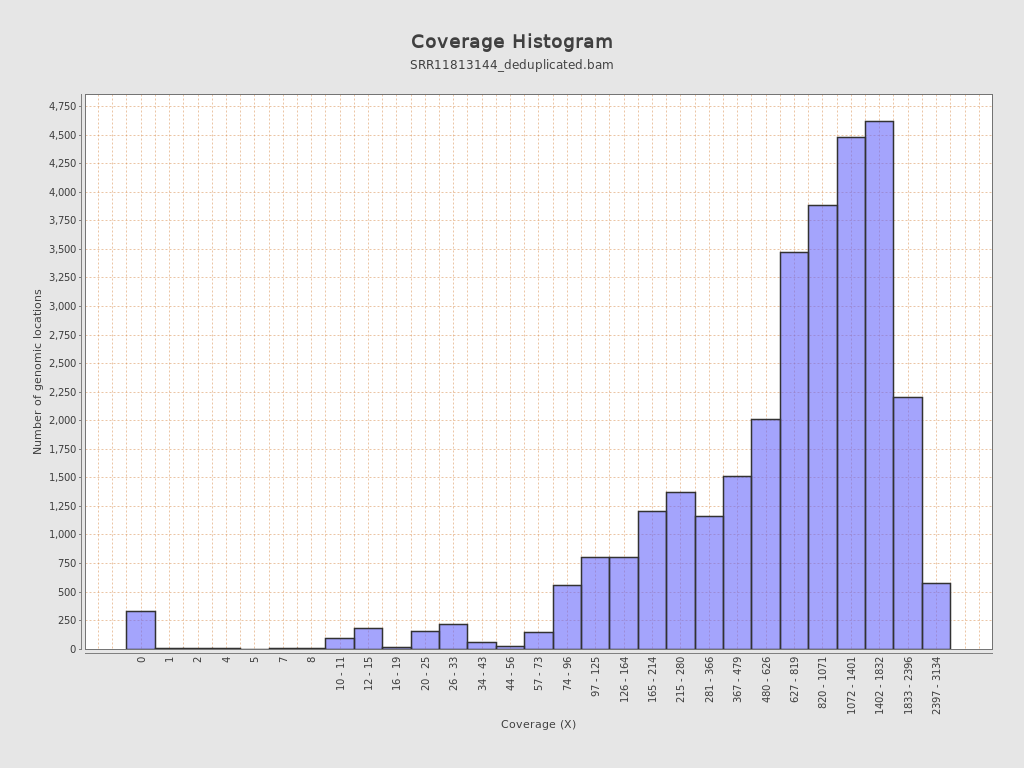 Coverage Histogram
SRR11813144_deduplicated.bam
Number of genomic locations
4,750
4,500
4,250
4,000
3,750
3,500
3,250
3,000
2,750
2,500
2,250
2,000
1,750
1,500
1,250
1,000
750
500
250
0
0
1
2
4
5
7
8
10 - 11
12 - 15
16 - 19
20 - 25
26 - 33
34 - 43
44 - 56
57 - 73
74 - 96
97 - 125
126 - 164
165 - 214
215 - 280
281 - 366
367 - 479
480 - 626
627 - 819
820 - 1071
1072 - 1401
1402 - 1832
1833 - 2396
2397 - 3134
Coverage (X)